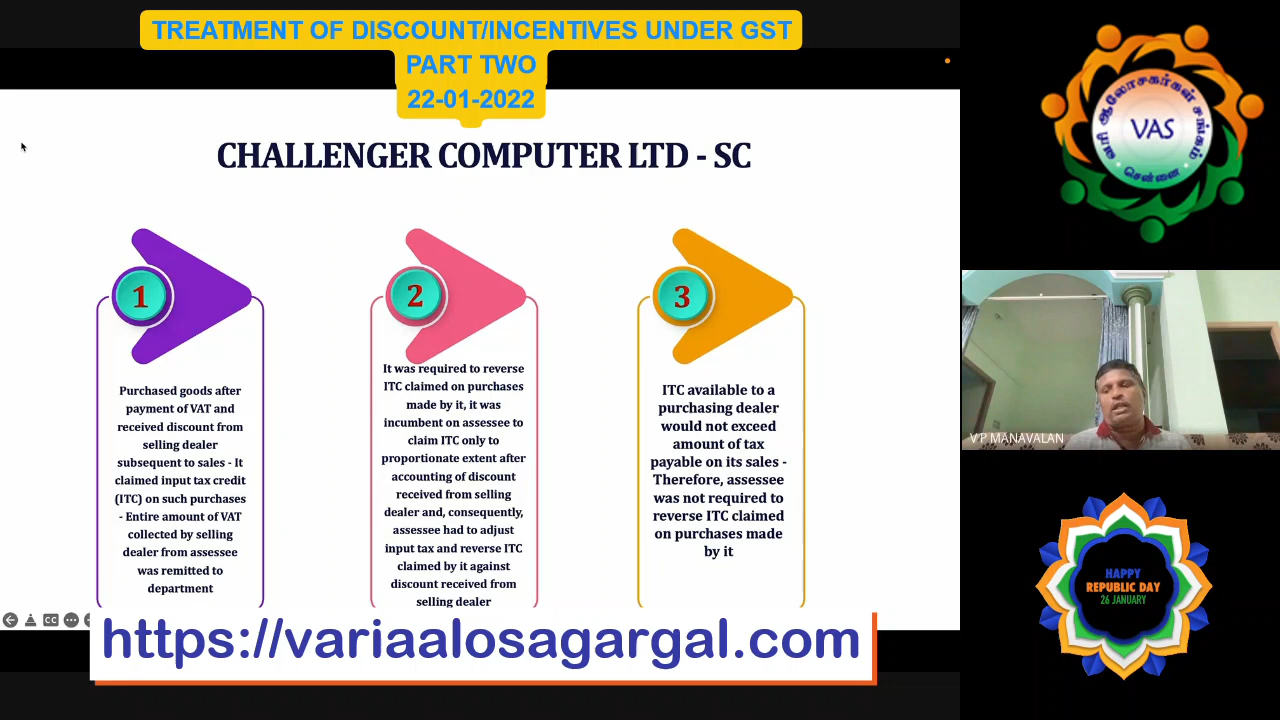 TREATMENT OF DISCOUNT/INCENTIVES UNDER GST
PART TWO
22-01-2022
CHALLENGER COMPUTER LTD - SC
1
Purchased goods after
payment of VAT and
received discount from
selling dealer
subsequent to sales - It
claimed input tax credit
(ITC) on such purchases
- Entire amount of VAT
collected by selling
dealer from assessee
was remitted to
department
2
It was required to reverse
ITC claimed on purchases
made by it, it was
incumbent on assessee to
claim ITC only to
proportionate extent after
accounting of discount
received from selling
dealer and, consequently,
assessee had to adjust
input tax and reverse ITC
claimed by it against
discount received from
selling dealer
3
ITC available to a
purchasing dealer
would not exceed
amount of tax
payable on its sales -
Therefore, assessee
was not required to
reverse ITC claimed
on purchases made
by it
CC
https://variaalosagargal.com
வரி ஆலோசகர்கள் சங்கம்
VAS
சென்னை
V P MANAVALAN
HAPPY
REPUBLIC DAY
26 JANUARY